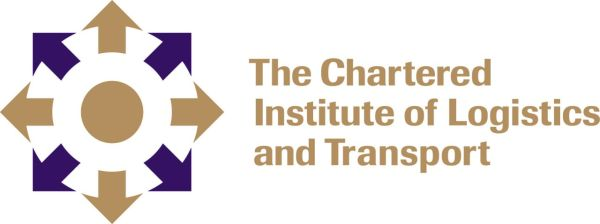 The Chartered
Institute of Logistics
and Transport